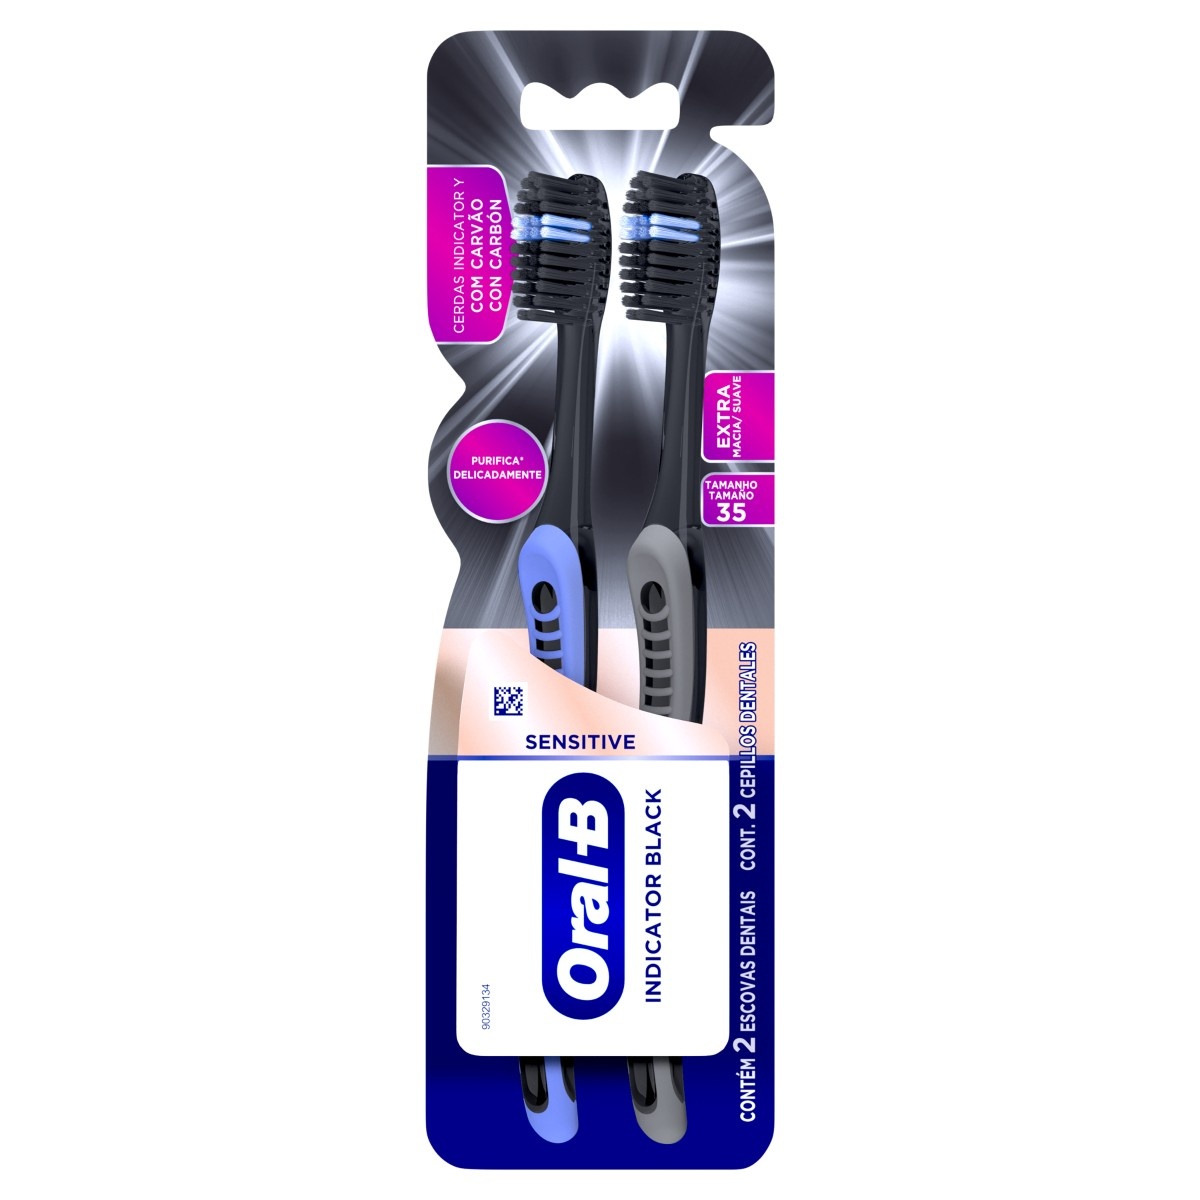 CERDAS INDICATOR Y
COM CARVÃO
CON CARBÓN
EXTRA
MACIA/ SUAVE
PURIFICA*
DELICADAMENTE
TAMANHO
TAMAÑO
35
SENSITIVE
Oral-B
INDICATOR BLACK
90329134
CONTÉM 2 ESCOVAS DENTAIS CONT. 2 CEPILLOS DENTALES